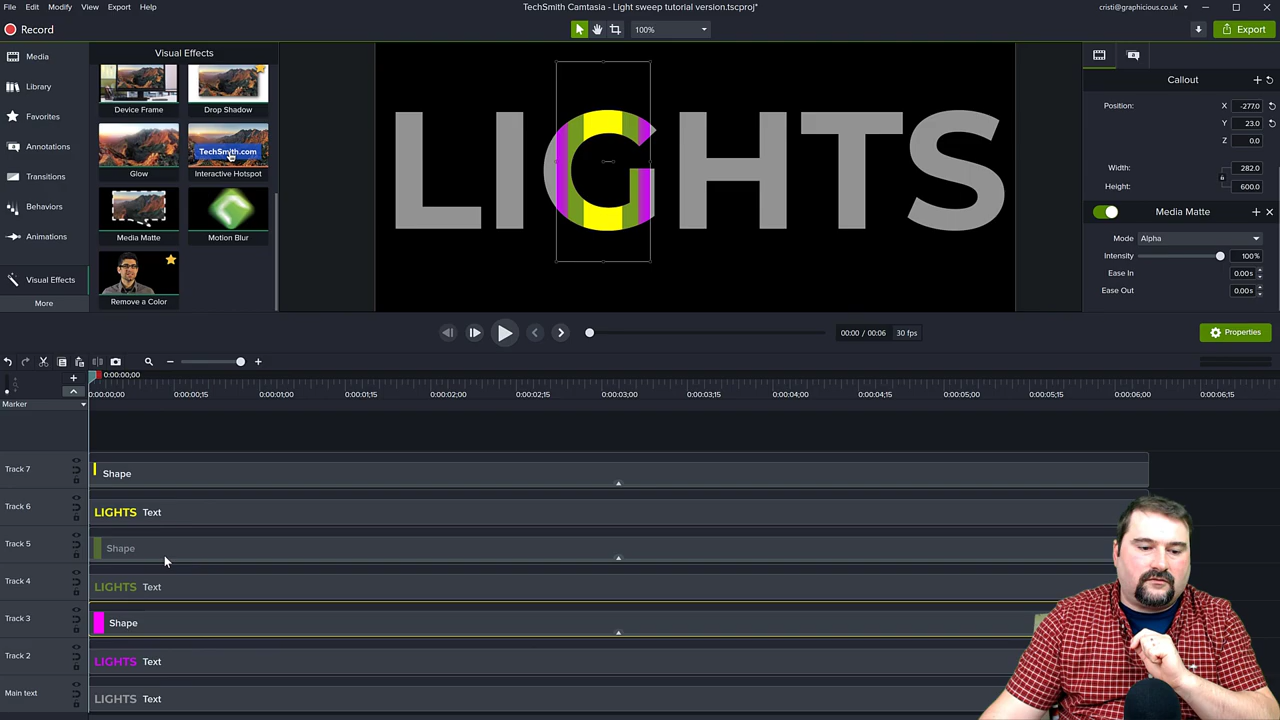 File Edit Modify View Export Help
TechSmith Camtasia - Light sweep tutorial version.tscproj*
cristi@graphicious.co.uk
Record
100%
Export
Media
Library
Favorites
Annotations
Transitions
Behaviors
Animations
Visual Effects
More
Visual Effects
Device Frame
Drop Shadow
Glow
TechSmith.com
Interactive Hotspot
Media Matte
Motion Blur
Remove a Color
LIGHTS
Callout
Position: X -277.0
Y 23.0
Z 0.0
Width: 282.0
Height: 600.0
Media Matte
Mode Alpha
Intensity 100%
Ease In 0.00s
Ease Out 0.00s
00:00 / 00:06 30 fps
Properties
0:00:00;00
Marker
0:00:00;00 0:00:00;15 0:00:01;00 0:00:01;15 0:00:02;00 0:00:02;15 0:00:03;00 0:00:03;15 0:00:04;00 0:00:04;15 0:00:05;00 0:00:05;15 0:00:06;00 0:00:06;15
Track 7 Shape
Track 6 LIGHTS Text
Track 5 Shape
Track 4 LIGHTS Text
Track 3 Shape
Track 2 LIGHTS Text
Main text LIGHTS Text